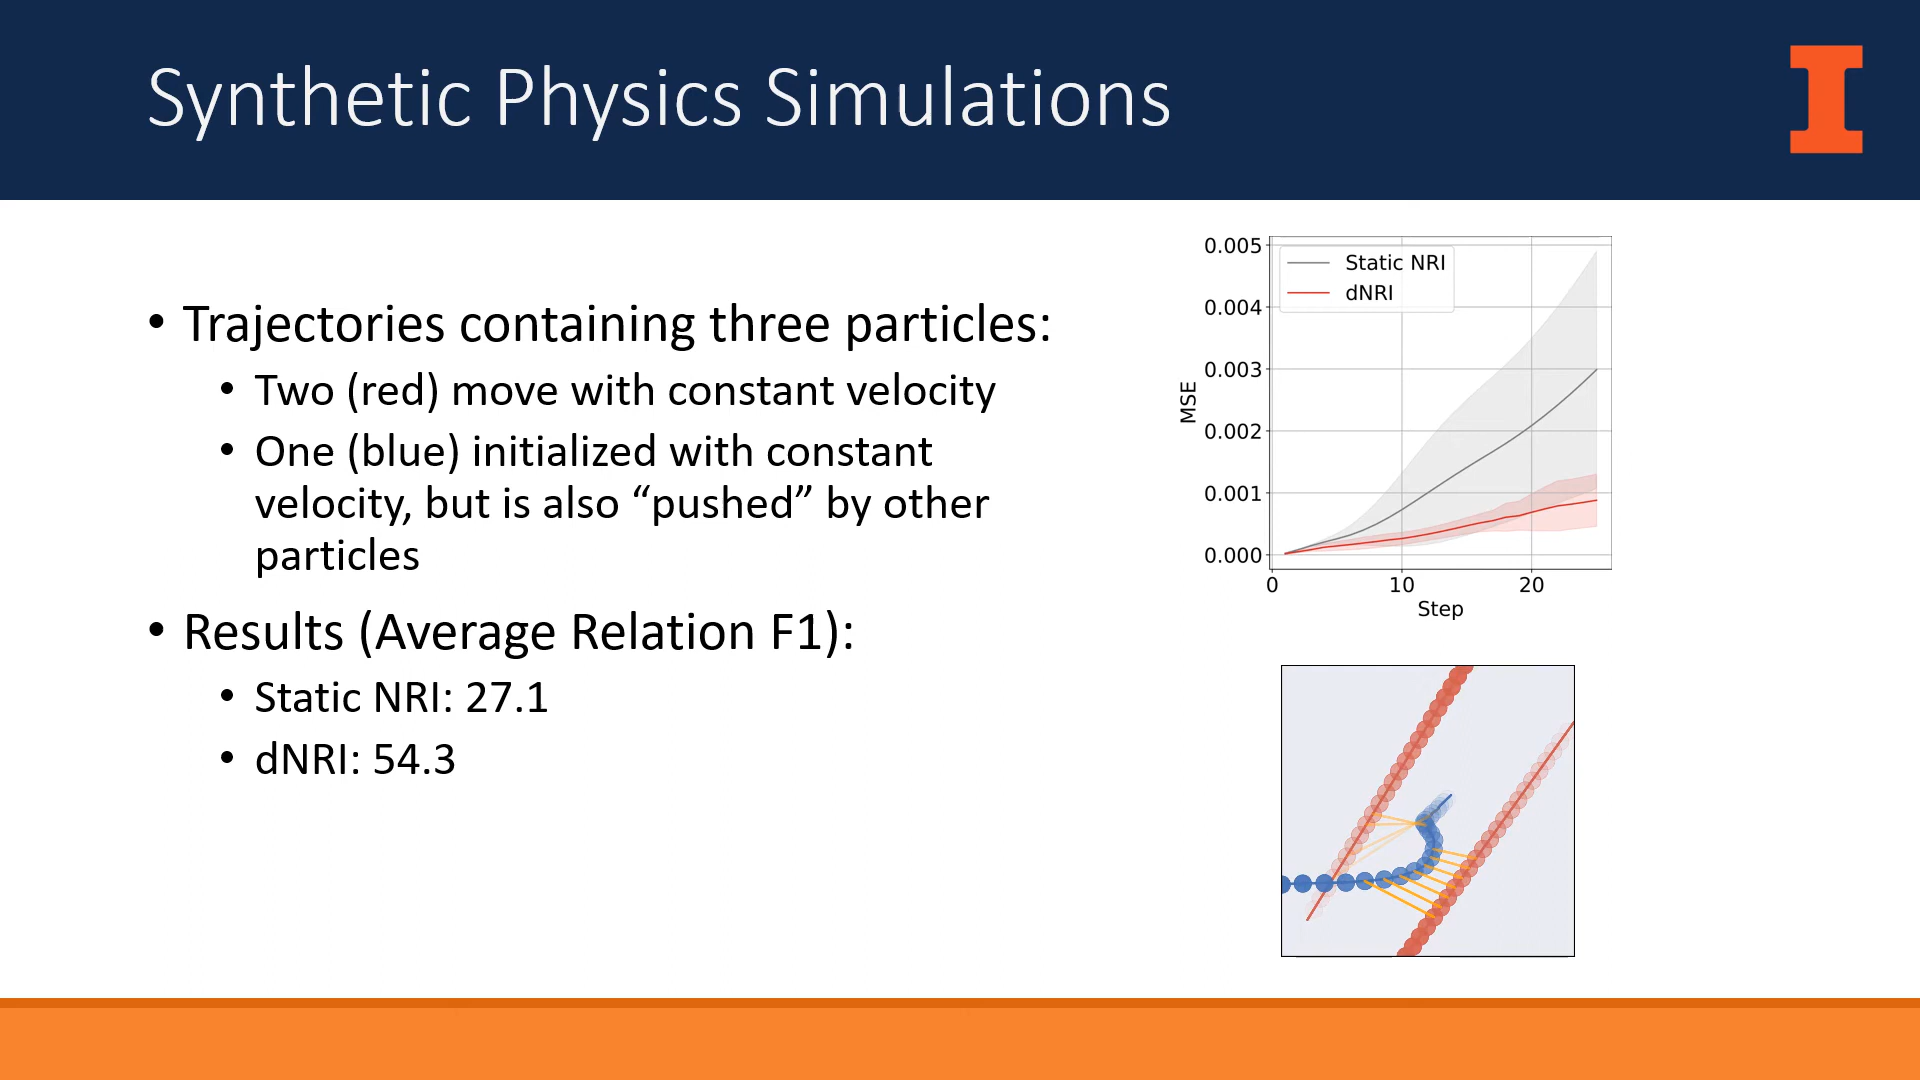 Synthetic Physics Simulations
I
• Trajectories containing three particles:
• Two (red) move with constant velocity
• One (blue) initialized with constant
velocity, but is also “pushed” by other
particles
• Results (Average Relation F1):
• Static NRI: 27.1
• dNRI: 54.3
0.005
0.004
0.003
0.002
0.001
0.000
MSE
Static NRI
dNRI
0 10 20
Step